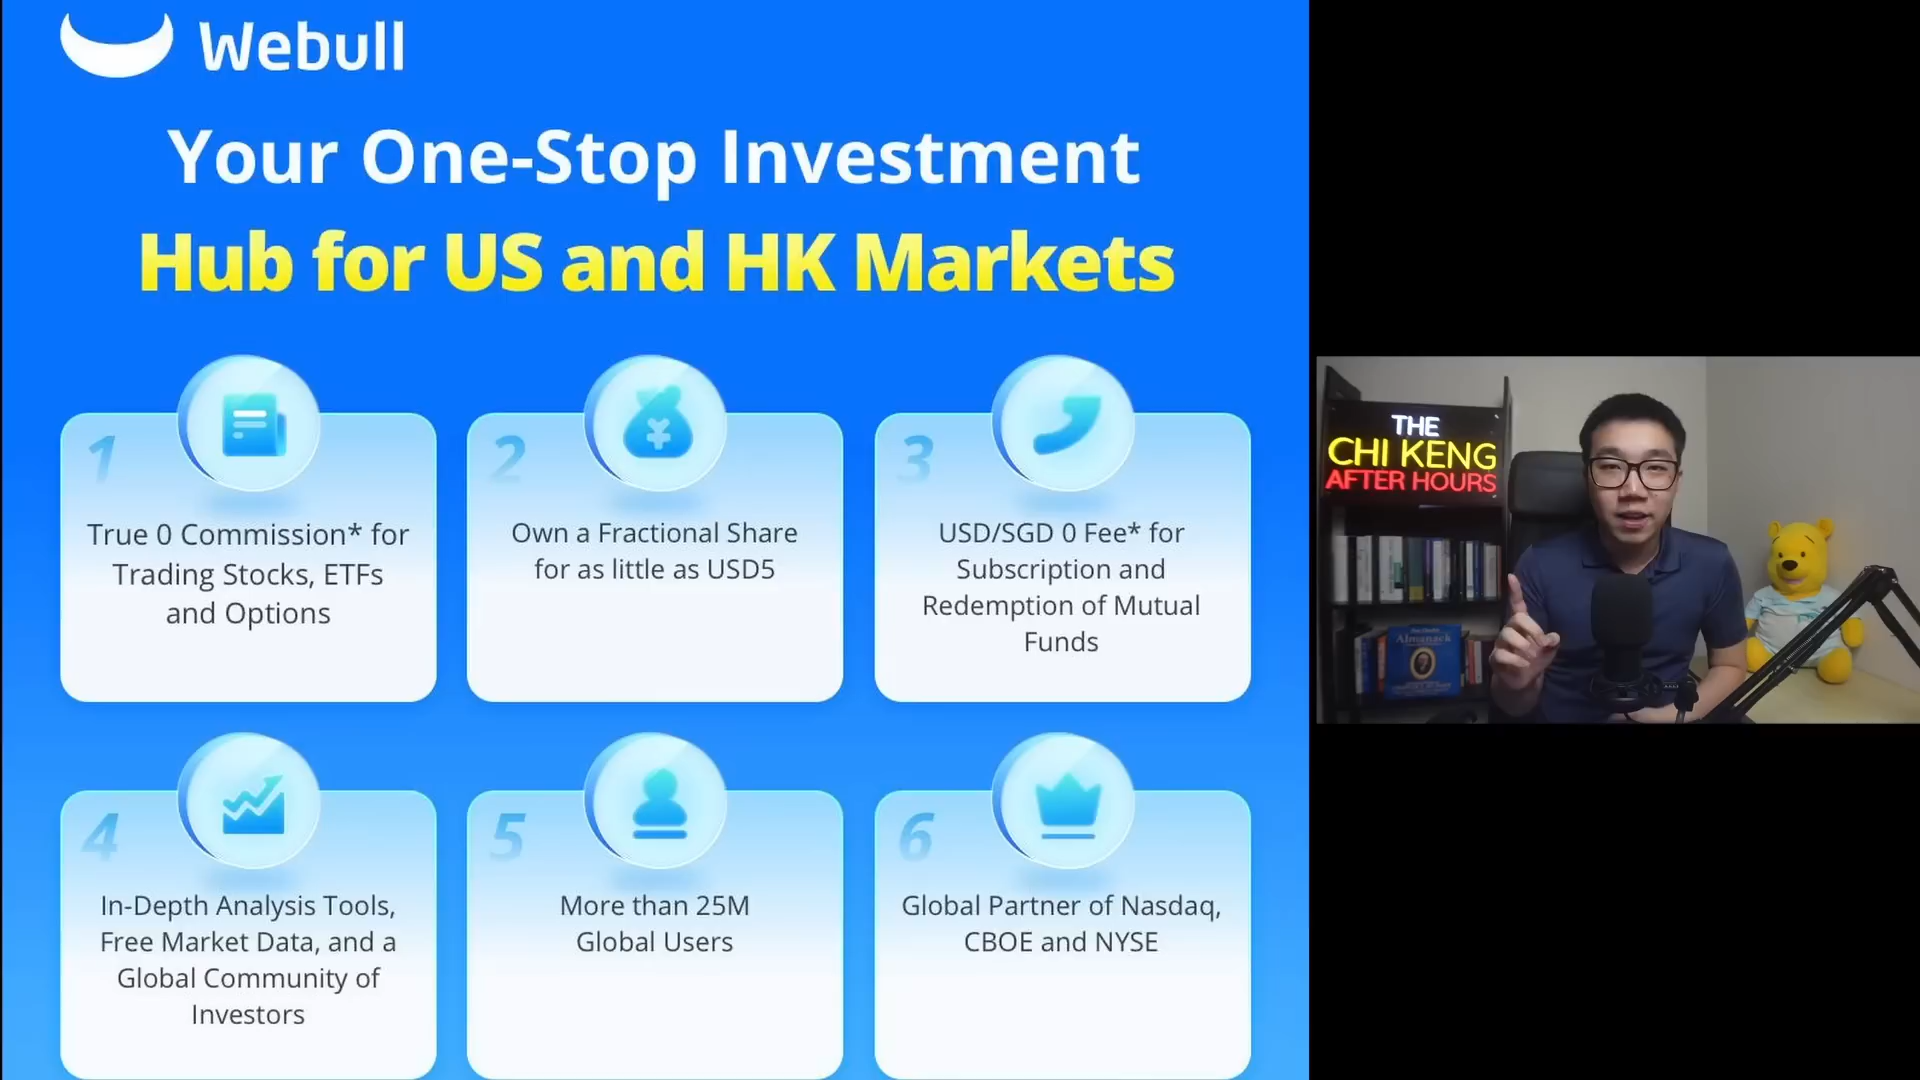 Webull
Your One-Stop Investment
Hub for US and HK Markets
1
True 0 Commission* for
Trading Stocks, ETFs
and Options
2
Own a Fractional Share
for as little as USD5
3
USD/SGD 0 Fee* for
Subscription and
Redemption of Mutual
Funds
4
In-Depth Analysis Tools,
Free Market Data, and a
Global Community of
Investors
5
More than 25M
Global Users
6
Global Partner of Nasdaq,
CBOE and NYSE
THE
CHI KENG
AFTER HOURS
Almanack